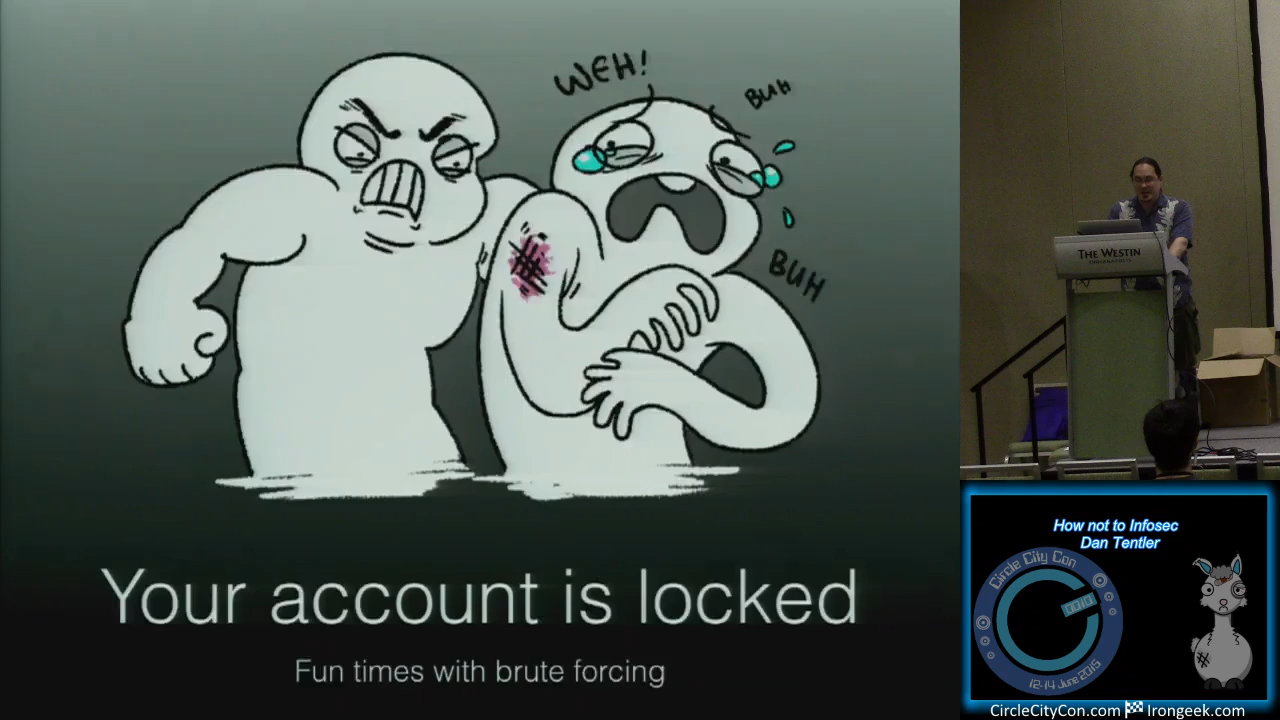 WEH!
BUH
BUH
Your account is locked
Fun times with brute forcing
THE WESTIN
INDIANAPOLIS
How not to Infosec
Dan Tentler
Circle City Con
12-14 June 2015
CircleCityCon.com Irongeek.com